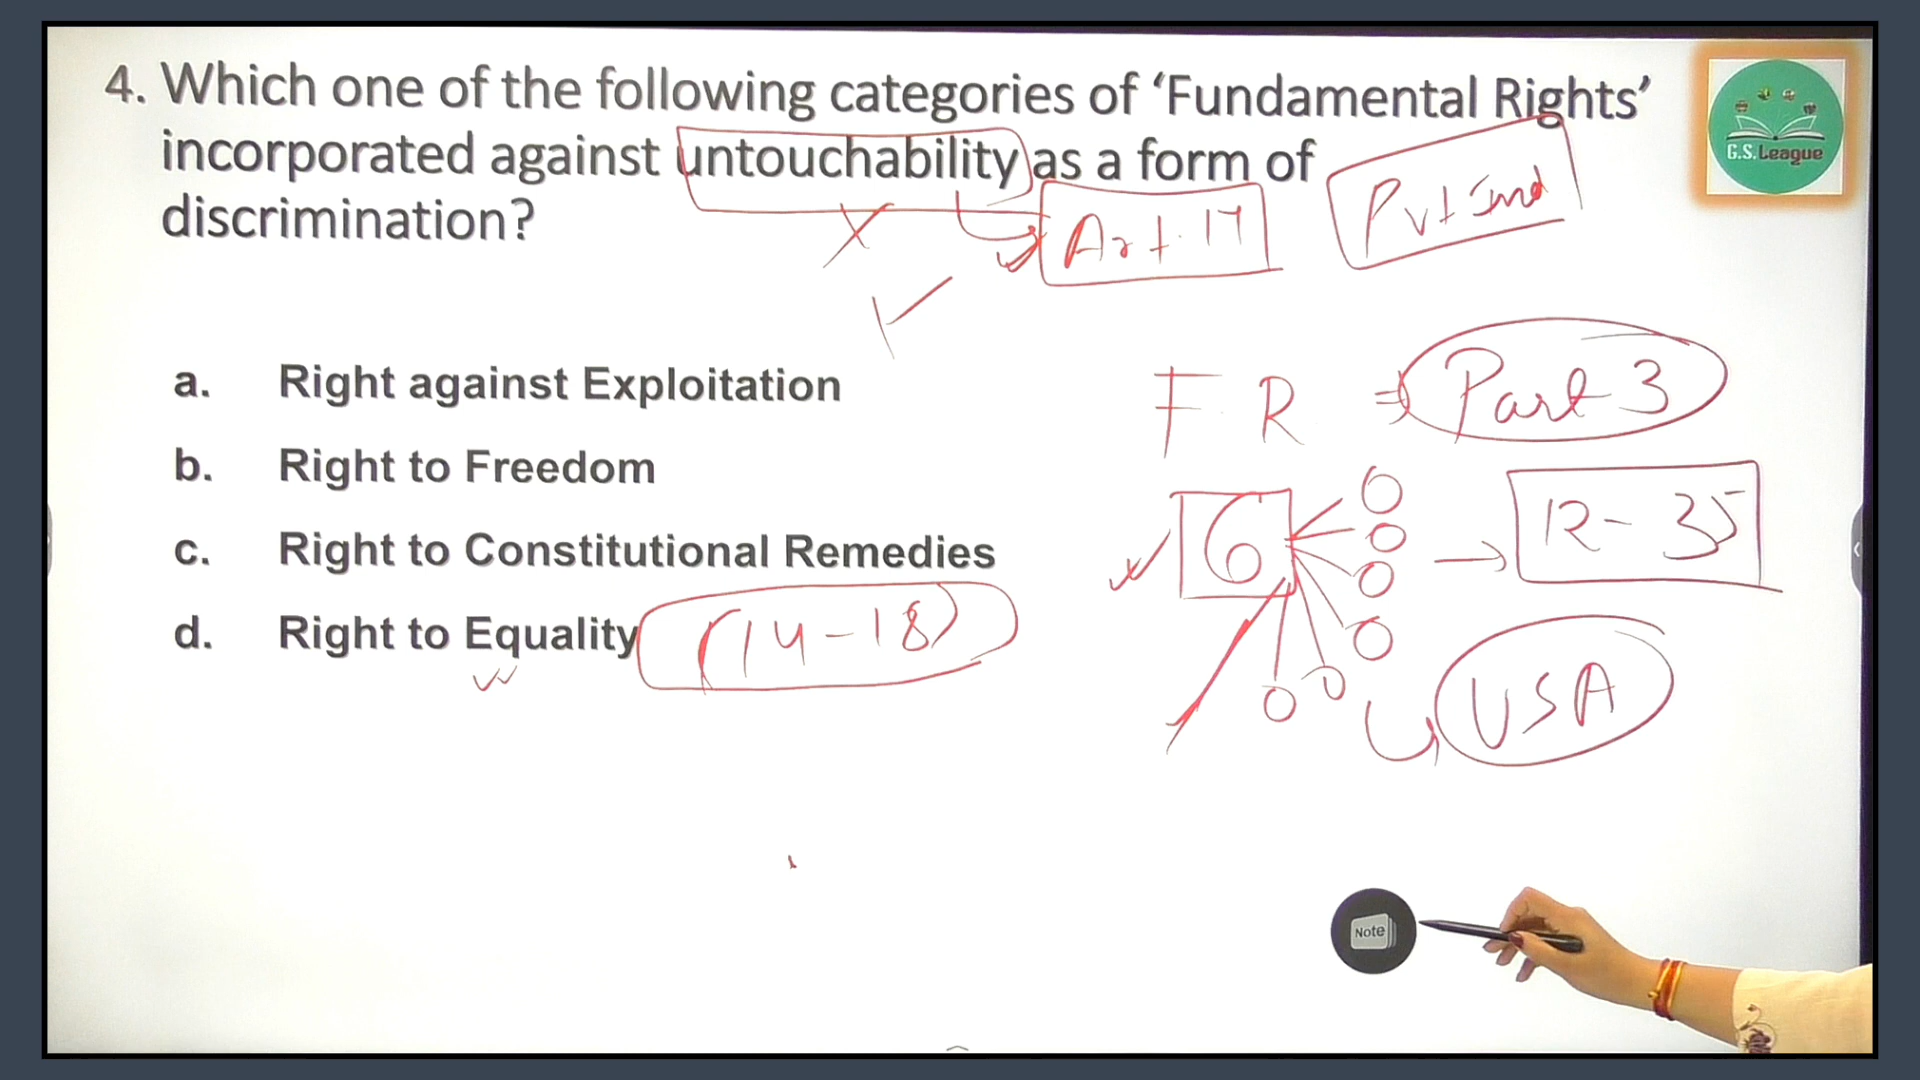 4. Which one of the following categories of ‘Fundamental Rights’
incorporated against untouchability as a form of
discrimination?
G.S.League
Art. 17
Pvt Ind
a. Right against Exploitation
b. Right to Freedom
c. Right to Constitutional Remedies
d. Right to Equality (14-18)
F R ⇒ Part 3
6 → 12-35
USA
Note